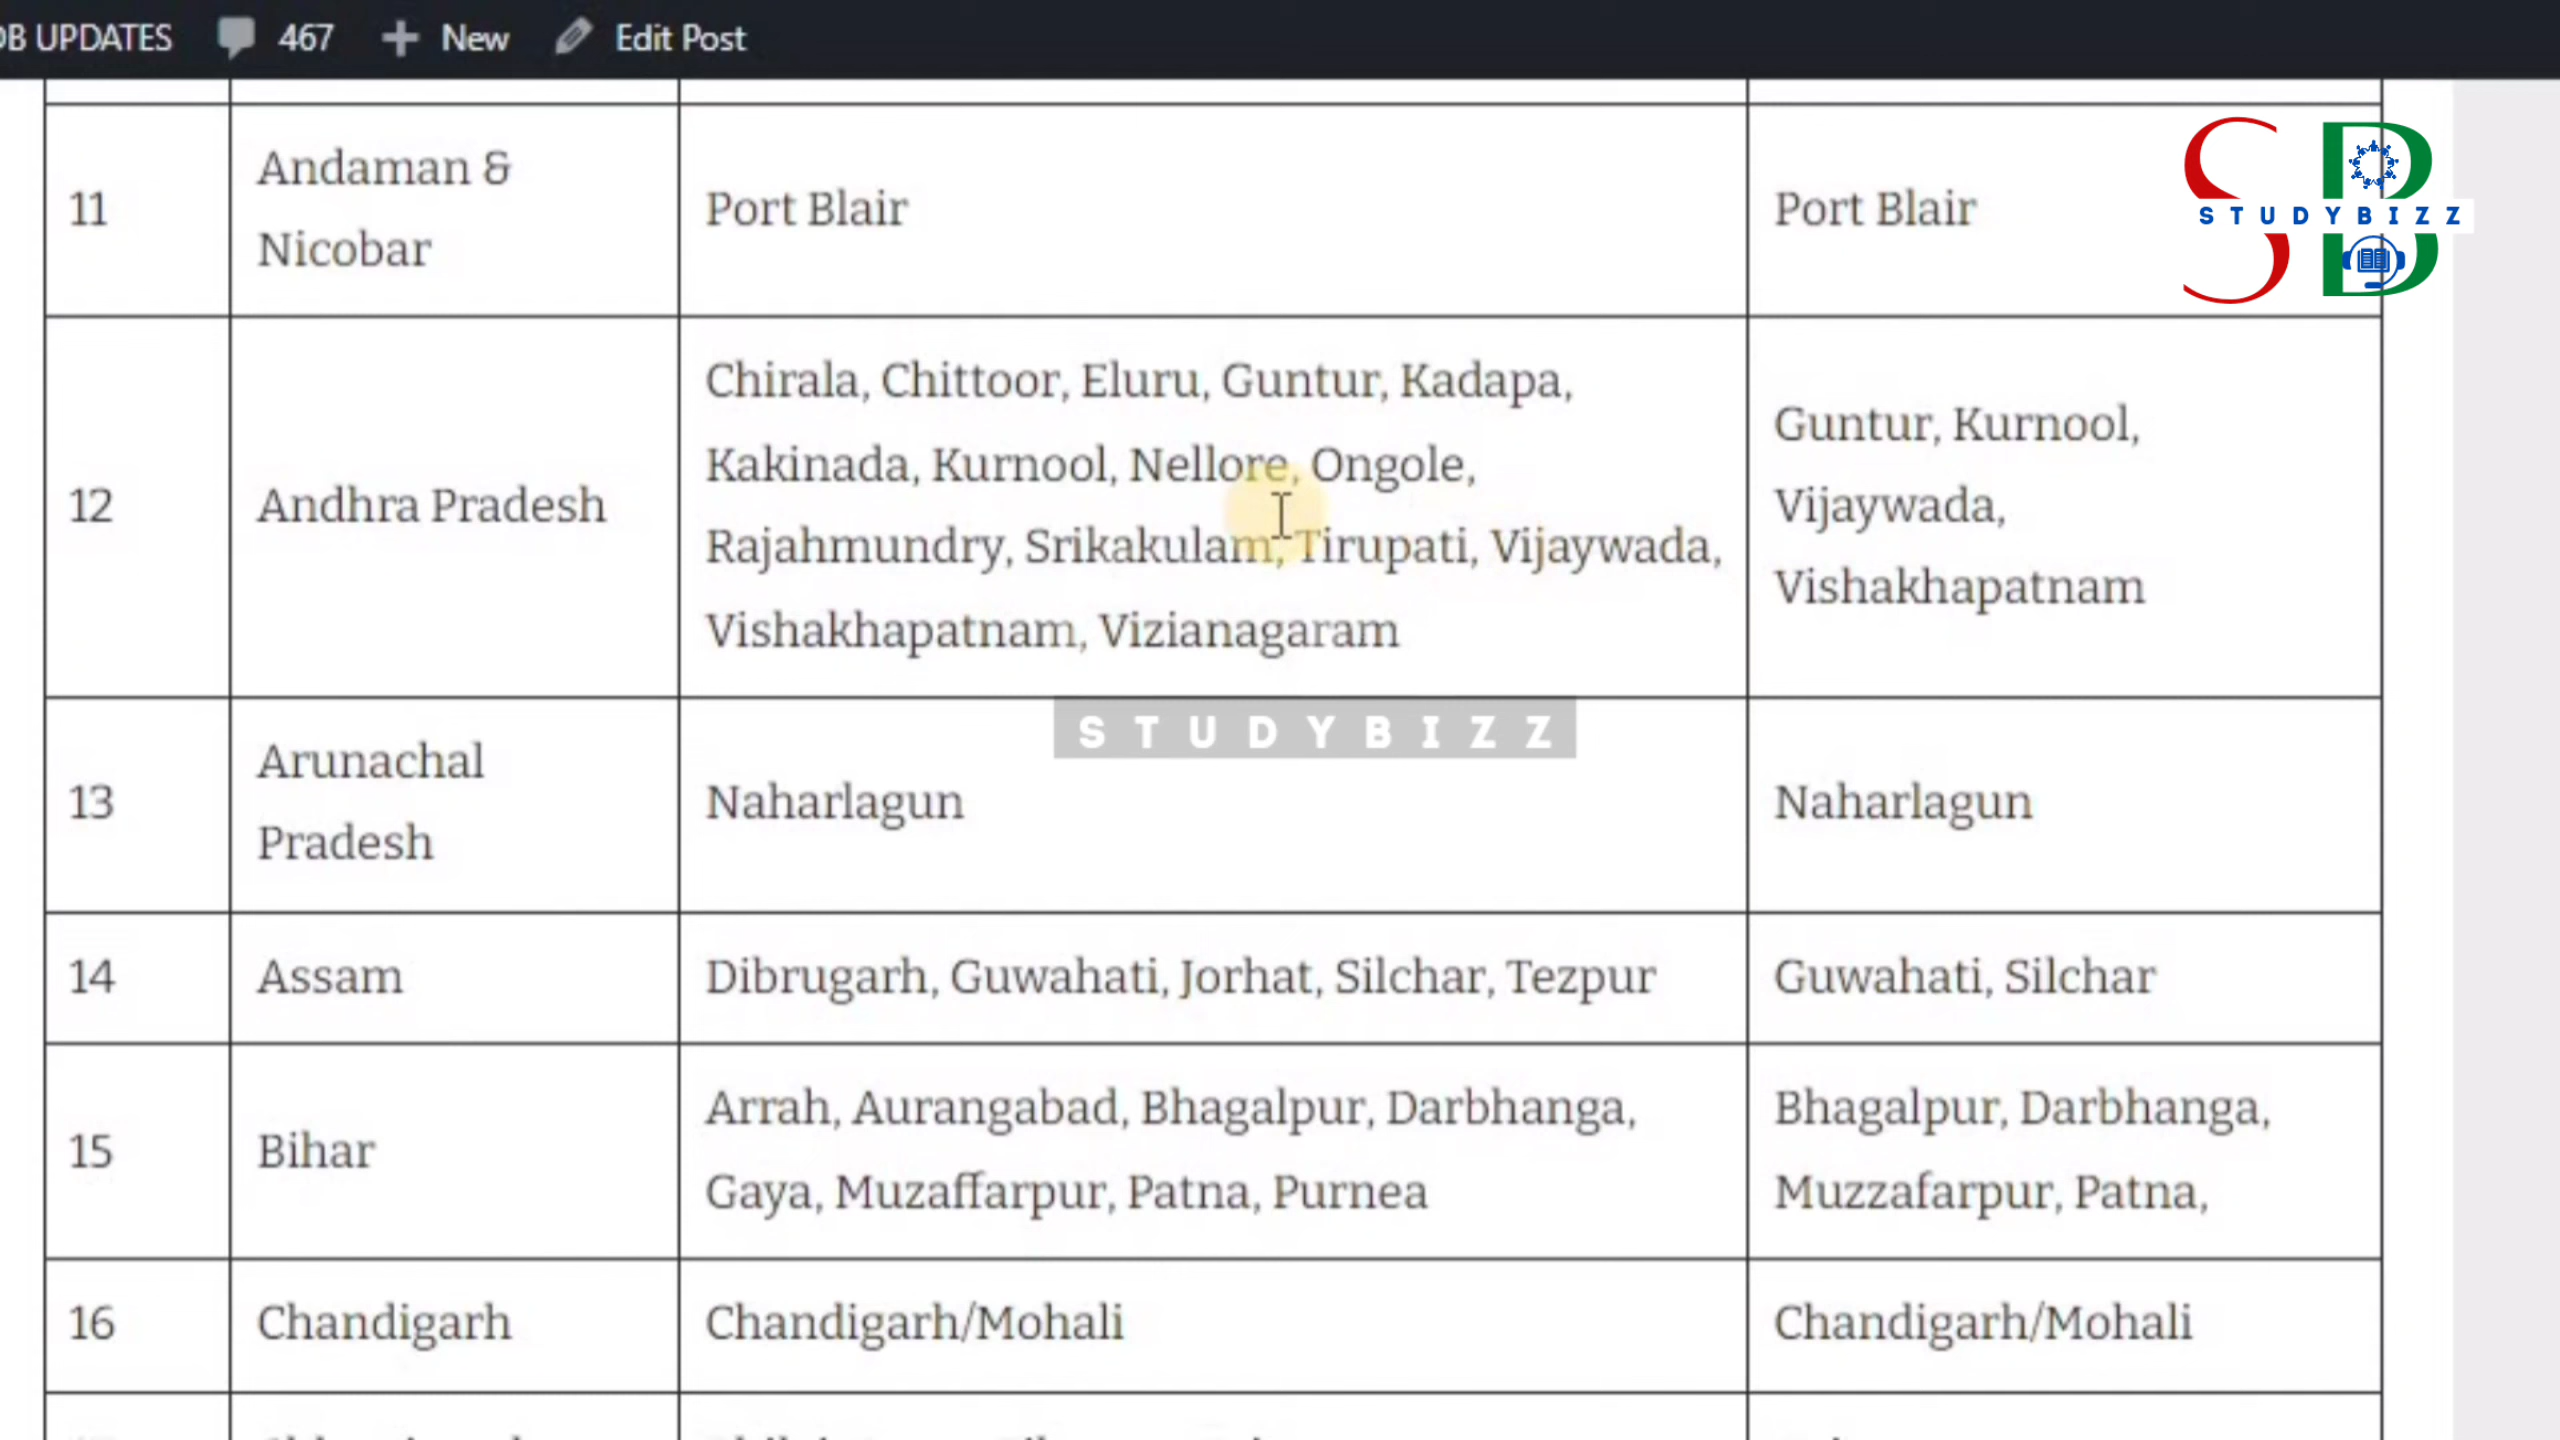 DB UPDATES 467 New Edit Post
STUDYBIZZ
11 Andaman & Nicobar Port Blair Port Blair
12 Andhra Pradesh
Chirala, Chittoor, Eluru, Guntur, Kadapa,
Kakinada, Kurnool, Nellore, Ongole,
Rajahmundry, Srikakulam, Tirupati, Vijaywada,
Vishakhapatnam, Vizianagaram
Guntur, Kurnool,
Vijaywada,
Vishakhapatnam
STUDYBIZZ
13 Arunachal Pradesh Naharlagun Naharlagun
14 Assam Dibrugarh, Guwahati, Jorhat, Silchar, Tezpur Guwahati, Silchar
15 Bihar
Arrah, Aurangabad, Bhagalpur, Darbhanga,
Gaya, Muzaffarpur, Patna, Purnea
Bhagalpur, Darbhanga,
Muzzafarpur, Patna,
16 Chandigarh Chandigarh/Mohali Chandigarh/Mohali